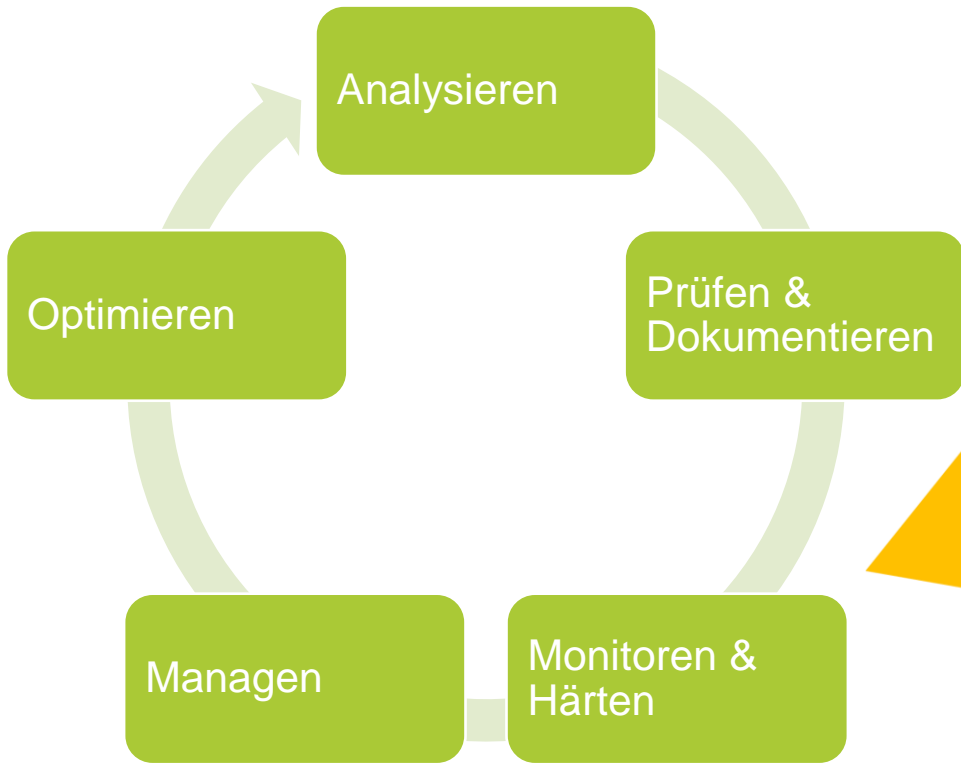 Analysieren
Prüfen &
Dokumentieren
Monitoren &
Härten
Managen
Optimieren